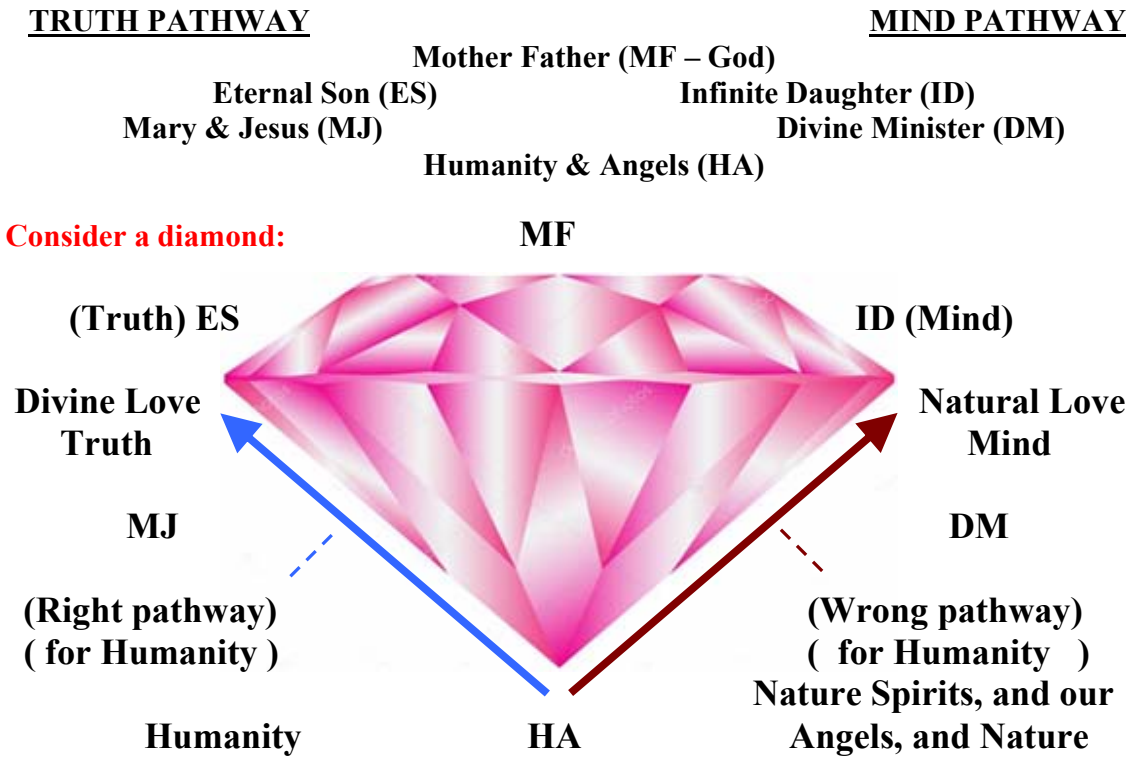 TRUTH PATHWAY MIND PATHWAY
Mother Father (MF – God)
Eternal Son (ES) Infinite Daughter (ID)
Mary & Jesus (MJ) Divine Minister (DM)
Humanity & Angels (HA)
Consider a diamond: MF
(Truth) ES ID (Mind)
Divine Love Natural Love
Truth Mind
MJ DM
(Right pathway) (Wrong pathway)
( for Humanity ) ( for Humanity )
Nature Spirits, and our
Humanity HA Angels, and Nature